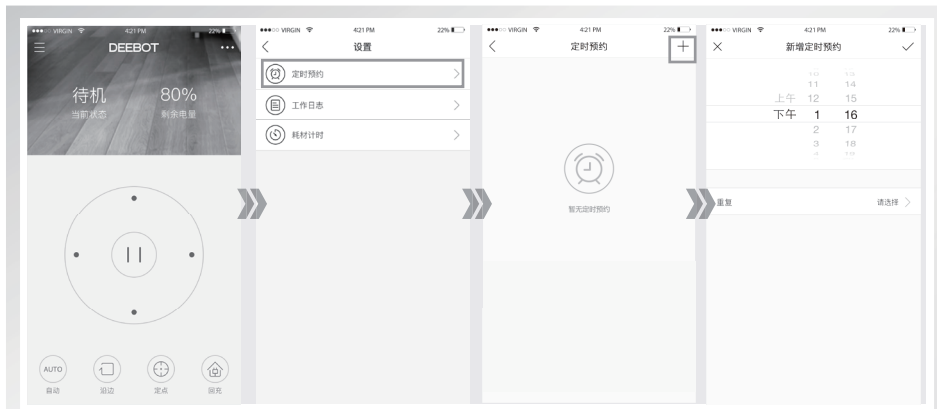 VIRGIN 4:21 PM 22%
DEEBOT
待机 80%
当前状态 剩余电量
AUTO
自动 沿边 定点 回充
VIRGIN 4:21 PM 22%
设置
定时预约
工作日志
耗材计时
VIRGIN 4:21 PM 22%
定时预约
暂无定时预约
VIRGIN 4:21 PM 22%
新增定时预约
11 14
上午 12 15
下午 1 16
2 17
3 18
重复 请选择